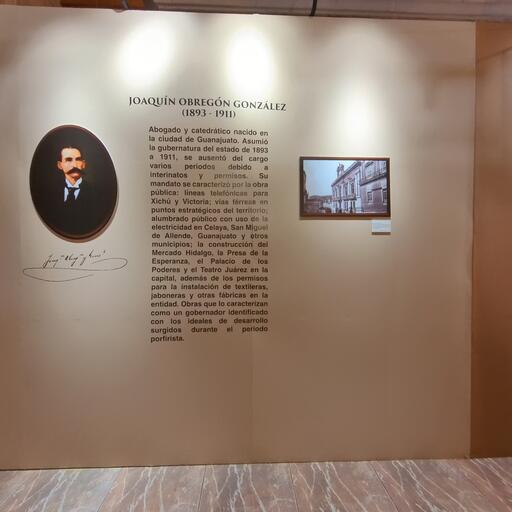 JOAQUÍN OBREGÓN GONZÁLEZ
(1893 - 1911)
Abogado y catedrático nacido en
la ciudad de Guanajuato. Asumió
la gubernatura del estado de 1893
a 1911, se ausentó del cargo
varios periodos debido a
interinatos y permisos. Su
mandato se caracterizó por la obra
pública: líneas telefónicas para
Xichú y Victoria; vías férreas en
puntos estratégicos del territorio;
alumbrado público con uso de la
electricidad en Celaya, San Miguel
de Allende, Guanajuato y otros
municipios; la construcción del
Mercado Hidalgo, la Presa de la
Esperanza, el Palacio de los
Poderes y el Teatro Juárez en la
capital, además de los permisos
para la instalación de textileras,
jaboneras y otras fábricas en la
entidad. Obras que lo caracterizan
como un gobernador identificado
con los ideales de desarrollo
surgidos durante el periodo
porfirista.